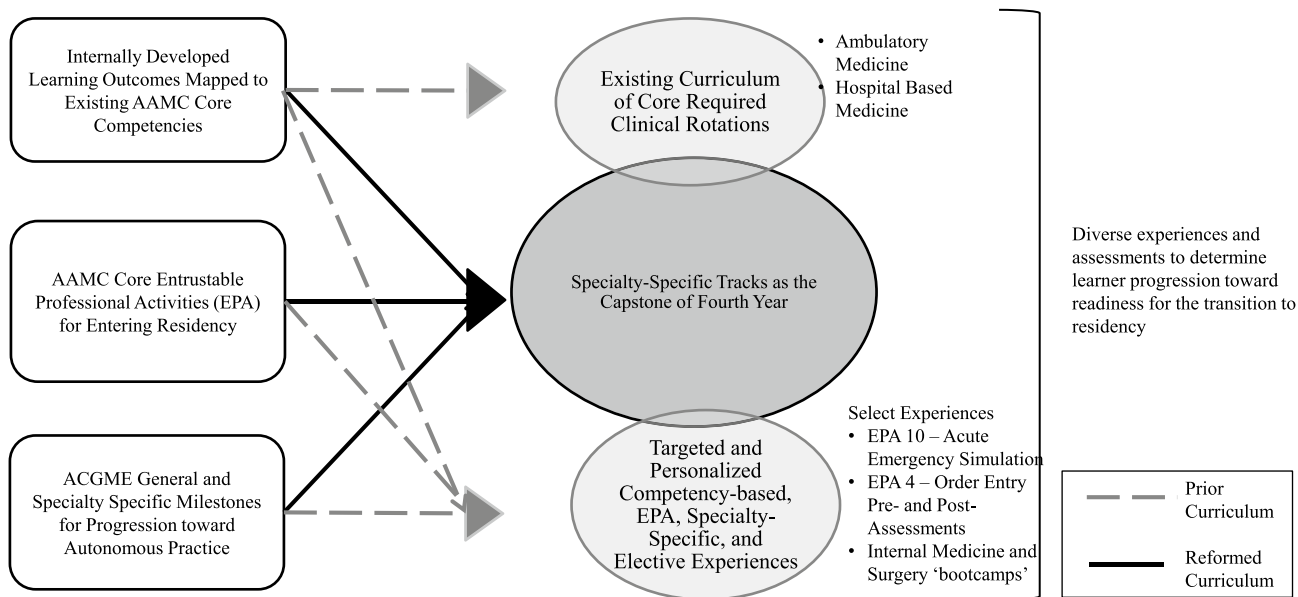 Internally Developed
Learning Outcomes Mapped to
Existing AAMC Core
Competencies
AAMC Core Entrustable
Professional Activities (EPA)
for Entering Residency
ACGME General and
Specialty Specific Milestones
for Progression toward
Autonomous Practice
Existing Curriculum
of Core Required
Clinical Rotations
• Ambulatory
Medicine
• Hospital Based
Medicine
Specialty-Specific Tracks as the
Capstone of Fourth Year
Targeted and
Personalized
Competency-based,
EPA, Specialty-
Specific, and
Elective Experiences
Select Experiences
• EPA 10 – Acute
Emergency Simulation
• EPA 4 – Order Entry
Pre- and Post-
Assessments
• Internal Medicine and
Surgery ‘bootcamps’
Diverse experiences and
assessments to determine
learner progression toward
readiness for the transition to
residency
Prior
Curriculum
Reformed
Curriculum